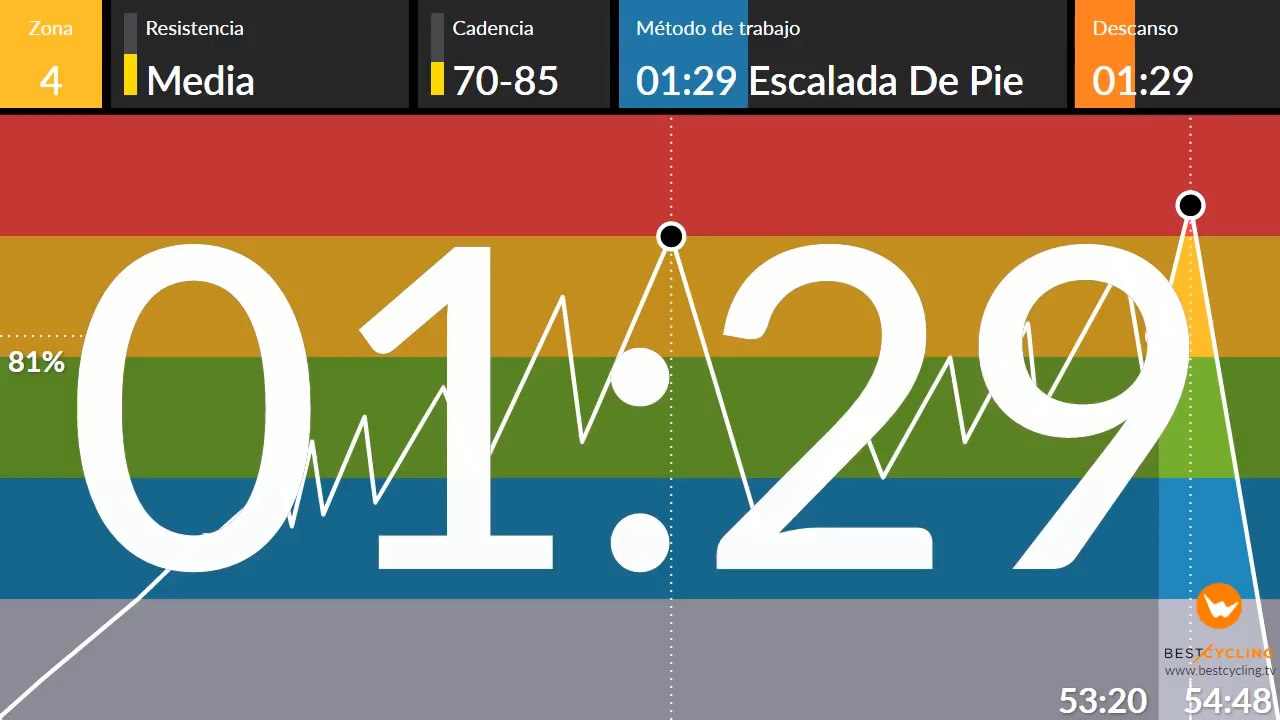 Zona
4
Resistencia
Media
Cadencia
70-85
Método de trabajo
01:29 Escalada De Pie
Descanso
01:29
01:29
81%
BESTCYCLING
www.bestcycling.tv
53:20
54:48